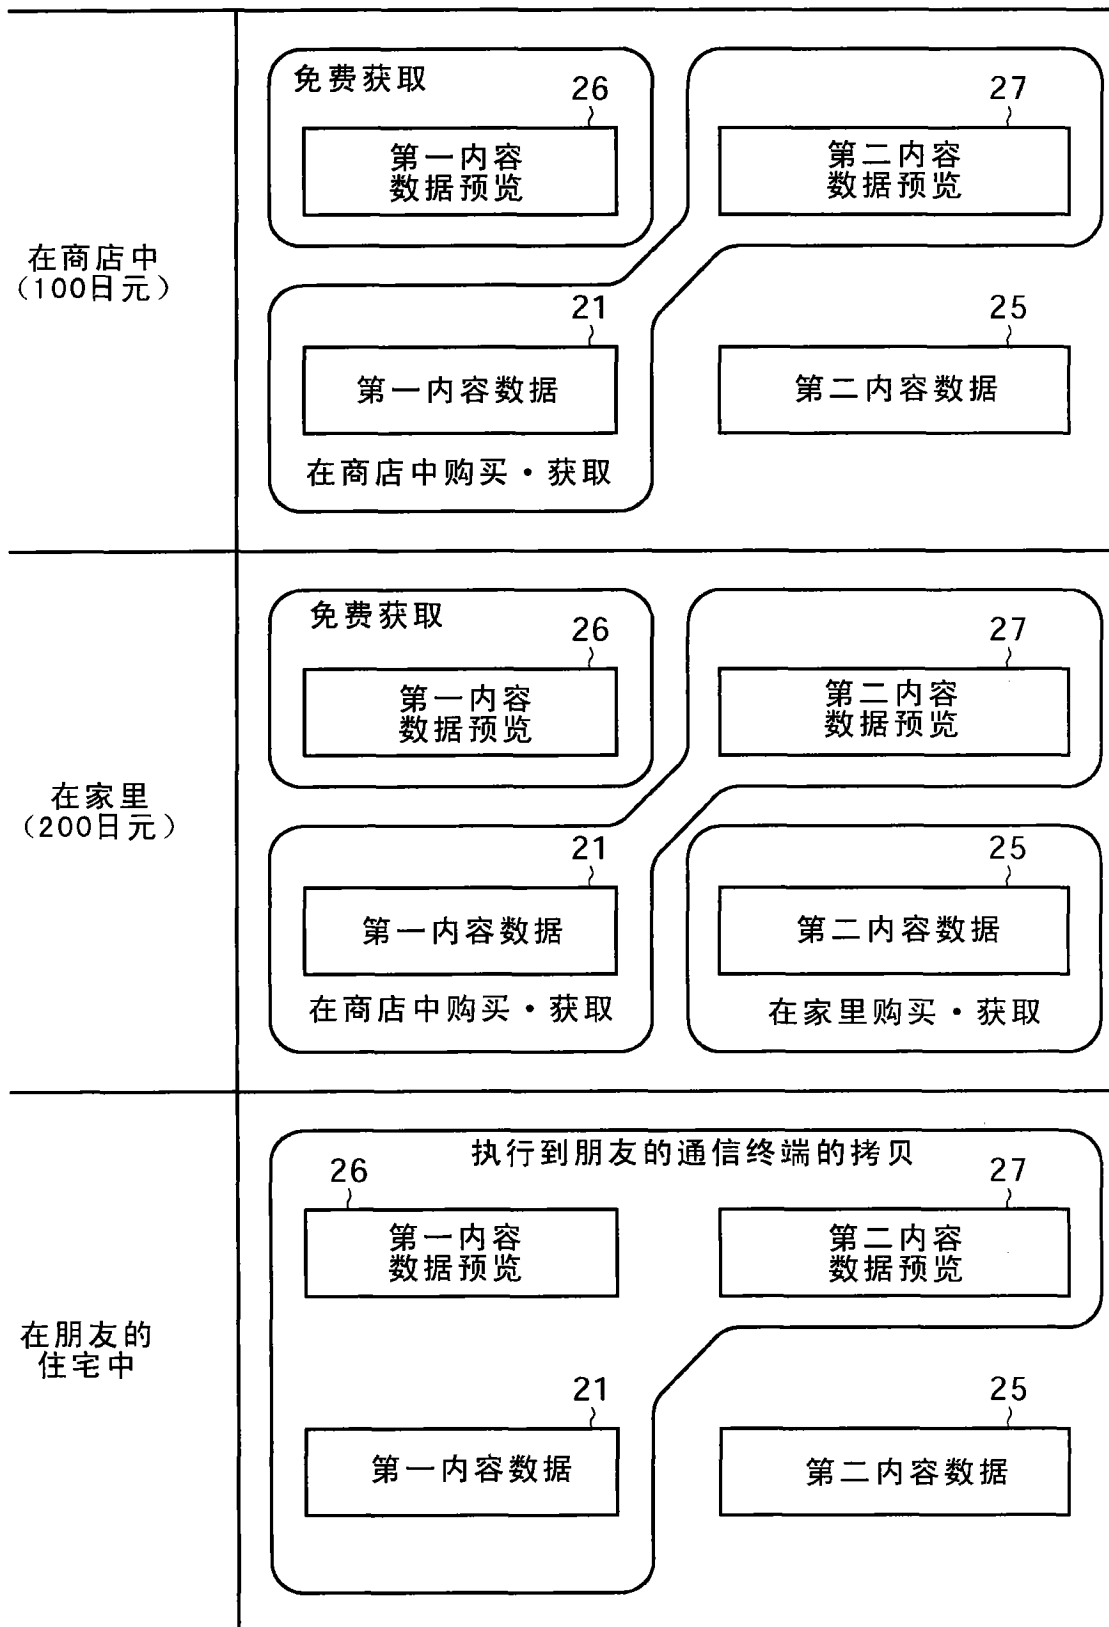 在商店中
（100日元）
免费获取
26
第一内容
数据预览
27
第二内容
数据预览
21
第一内容数据
在商店中购买·获取
25
第二内容数据
在家里
（200日元）
免费获取
26
第一内容
数据预览
27
第二内容
数据预览
21
第一内容数据
在商店中购买·获取
25
第二内容数据
在家里购买·获取
在朋友的
住宅中
执行到朋友的通信终端的拷贝
26
第一内容
数据预览
27
第二内容
数据预览
21
第一内容数据
25
第二内容数据